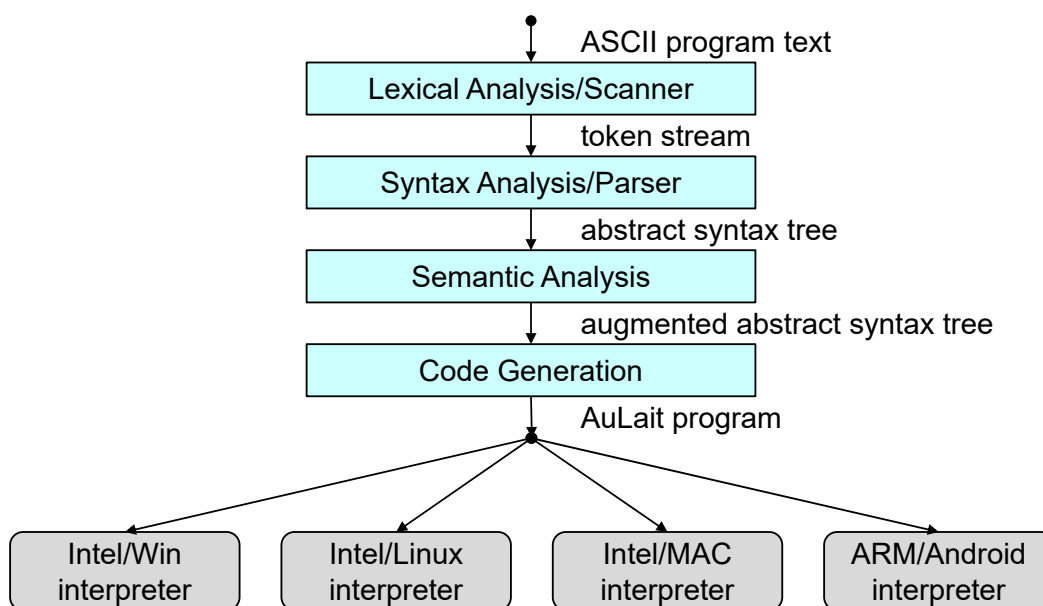 ASCII program text
Lexical Analysis/Scanner
token stream
Syntax Analysis/Parser
abstract syntax tree
Semantic Analysis
augmented abstract syntax tree
Code Generation
AuLait program
Intel/Win
interpreter
Intel/Linux
interpreter
Intel/MAC
interpreter
ARM/Android
interpreter